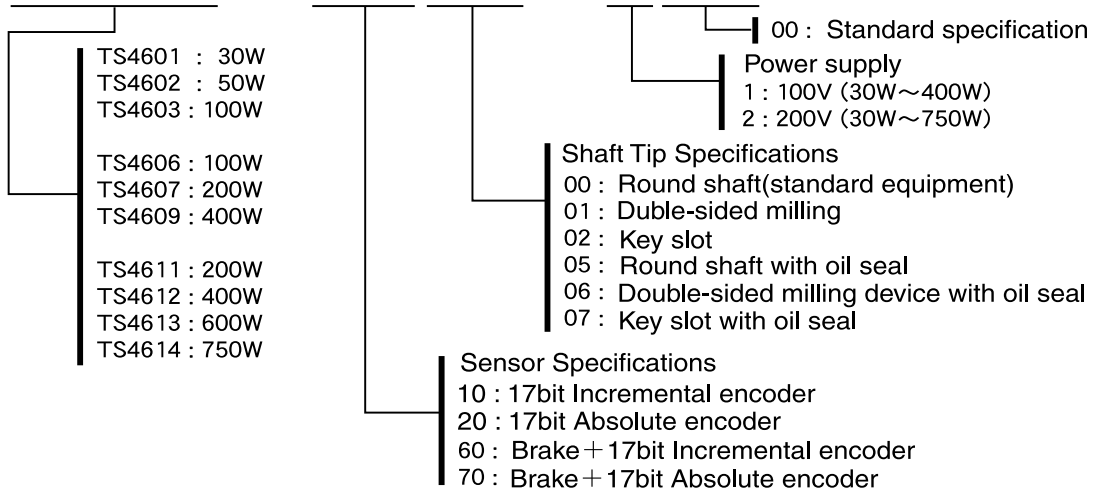 00 : Standard specification
Power supply
1 : 100V (30W～400W)
2 : 200V (30W～750W)
TS4601 : 30W
TS4602 : 50W
TS4603 : 100W
TS4606 : 100W
TS4607 : 200W
TS4609 : 400W
TS4611 : 200W
TS4612 : 400W
TS4613 : 600W
TS4614 : 750W
Shaft Tip Specifications
00 : Round shaft(standard equipment)
01 : Duble-sided milling
02 : Key slot
05 : Round shaft with oil seal
06 : Double-sided milling device with oil seal
07 : Key slot with oil seal
Sensor Specifications
10 : 17bit Incremental encoder
20 : 17bit Absolute encoder
60 : Brake＋17bit Incremental encoder
70 : Brake＋17bit Absolute encoder